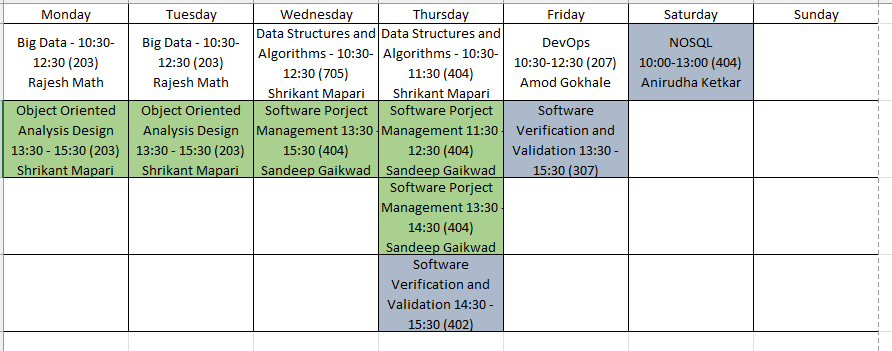 Monday
Tuesday
Wednesday
Thursday
Friday
Saturday
Sunday
Big Data - 10:30-
12:30 (203)
Rajesh Math
Big Data - 10:30-
12:30 (203)
Rajesh Math
Data Structures and
Algorithms - 10:30-
12:30 (705)
Shrikant Mapari
Data Structures and
Algorithms - 10:30-
11:30 (404)
Shrikant Mapari
DevOps
10:30-12:30 (207)
Amod Gokhale
NOSQL
10:00-13:00 (404)
Anirudha Ketkar
Object Oriented
Analysis Design
13:30 - 15:30 (203)
Shrikant Mapari
Object Oriented
Analysis Design
13:30 - 15:30 (203)
Shrikant Mapari
Software Porject
Management 13:30 -
15:30 (404)
Sandeep Gaikwad
Software Porject
Management 11:30 -
12:30 (404)
Sandeep Gaikwad
Software
Verification and
Validation 13:30 -
15:30 (307)
Software Porject
Management 13:30 -
14:30 (404)
Sandeep Gaikwad
Software
Verification and
Validation 14:30 -
15:30 (402)